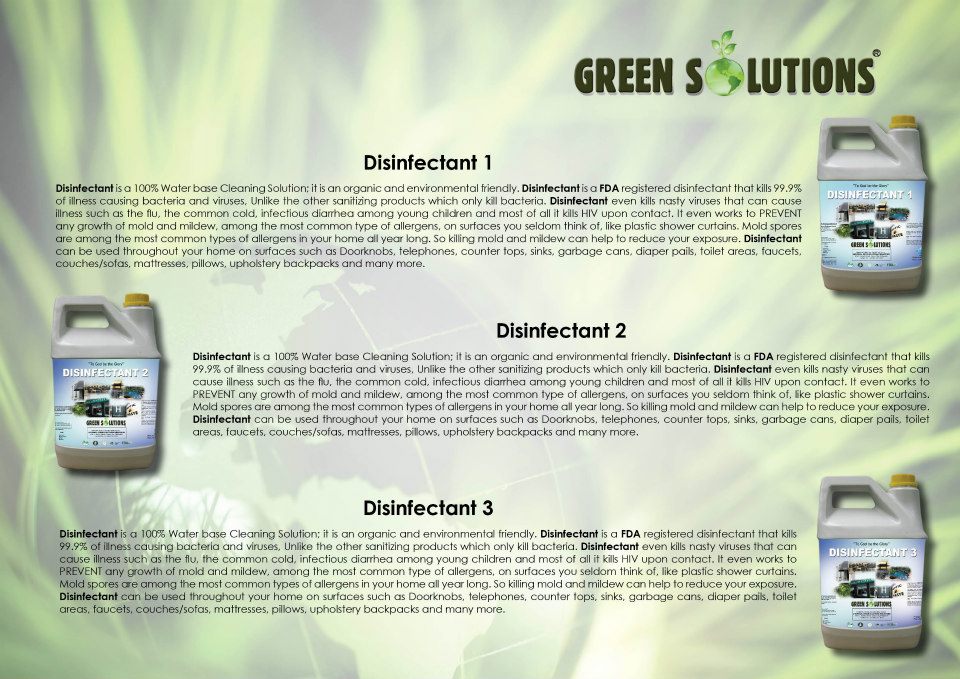 GREEN SOLUTIONS®
Disinfectant 1
Disinfectant is a 100% Water base Cleaning Solution; it is an organic and environmental friendly. Disinfectant is a FDA registered disinfectant that kills 99.9%
of illness causing bacteria and viruses, Unlike the other sanitizing products which only kill bacteria. Disinfectant even kills nasty viruses that can cause
illness such as the flu, the common cold, infectious diarrhea among young children and most of all it kills HIV upon contact. It even works to PREVENT
any growth of mold and mildew, among the most common type of allergens, on surfaces you seldom think of, like plastic shower curtains. Mold spores
are among the most common types of allergens in your home all year long. So killing mold and mildew can help to reduce your exposure. Disinfectant
can be used throughout your home on surfaces such as Doorknobs, telephones, counter tops, sinks, garbage cans, diaper pails, toilet areas, faucets,
couches/sofas, mattresses, pillows, upholstery backpacks and many more.
"To God be the Glory"
DISINFECTANT 1
GREEN SOLUTIONS
Disinfectant 2
Disinfectant is a 100% Water base Cleaning Solution; it is an organic and environmental friendly. Disinfectant is a FDA registered disinfectant that kills
99.9% of illness causing bacteria and viruses, Unlike the other sanitizing products which only kill bacteria. Disinfectant even kills nasty viruses that can
cause illness such as the flu, the common cold, infectious diarrhea among young children and most of all it kills HIV upon contact. It even works to
PREVENT any growth of mold and mildew, among the most common type of allergens, on surfaces you seldom think of, like plastic shower curtains.
Mold spores are among the most common types of allergens in your home all year long. So killing mold and mildew can help to reduce your exposure.
Disinfectant can be used throughout your home on surfaces such as Doorknobs, telephones, counter tops, sinks, garbage cans, diaper pails, toilet
areas, faucets, couches/sofas, mattresses, pillows, upholstery backpacks and many more.
"To God be the Glory"
DISINFECTANT 2
GREEN SOLUTIONS
Disinfectant 3
Disinfectant is a 100% Water base Cleaning Solution; it is an organic and environmental friendly. Disinfectant is a FDA registered disinfectant that kills
99.9% of illness causing bacteria and viruses, Unlike the other sanitizing products which only kill bacteria. Disinfectant even kills nasty viruses that can
cause illness such as the flu, the common cold, infectious diarrhea among young children and most of all it kills HIV upon contact. It even works to
PREVENT any growth of mold and mildew, among the most common type of allergens, on surfaces you seldom think of, like plastic shower curtains.
Mold spores are among the most common types of allergens in your home all year long. So killing mold and mildew can help to reduce your exposure.
Disinfectant can be used throughout your home on surfaces such as Doorknobs, telephones, counter tops, sinks, garbage cans, diaper pails, toilet
areas, faucets, couches/sofas, mattresses, pillows, upholstery backpacks and many more.
"To God be the Glory"
DISINFECTANT 3
GREEN SOLUTIONS